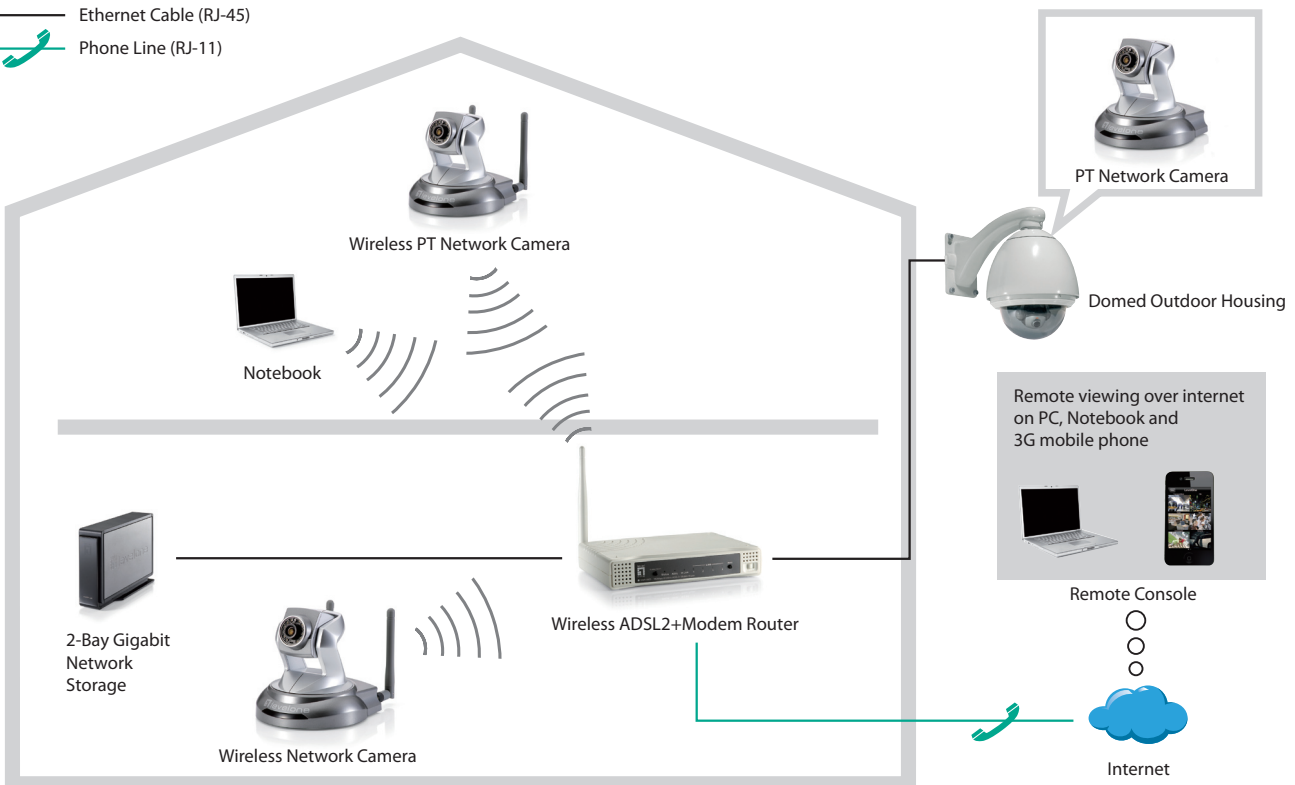 Ethernet Cable (RJ-45)
Phone Line (RJ-11)
PT Network Camera
Wireless PT Network Camera
Domed Outdoor Housing
Notebook
Remote viewing over internet
on PC, Notebook and
3G mobile phone
Remote Console
Wireless ADSL2+Modem Router
2-Bay Gigabit
Network
Storage
Wireless Network Camera
Internet